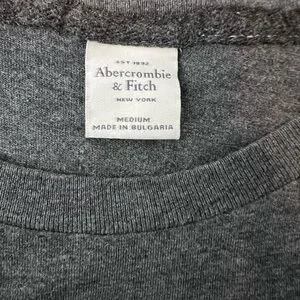 EST 1892
Abercrombie
& Fitch
NEW YORK
MEDIUM
MADE IN BULGARIA